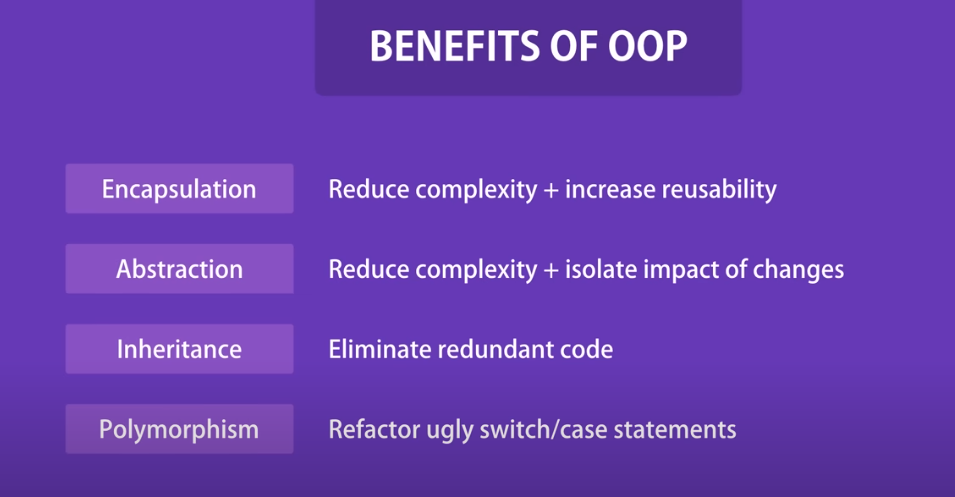 BENEFITS OF OOP
Encapsulation Reduce complexity + increase reusability
Abstraction Reduce complexity + isolate impact of changes
Inheritance Eliminate redundant code
Polymorphism Refactor ugly switch/case statements